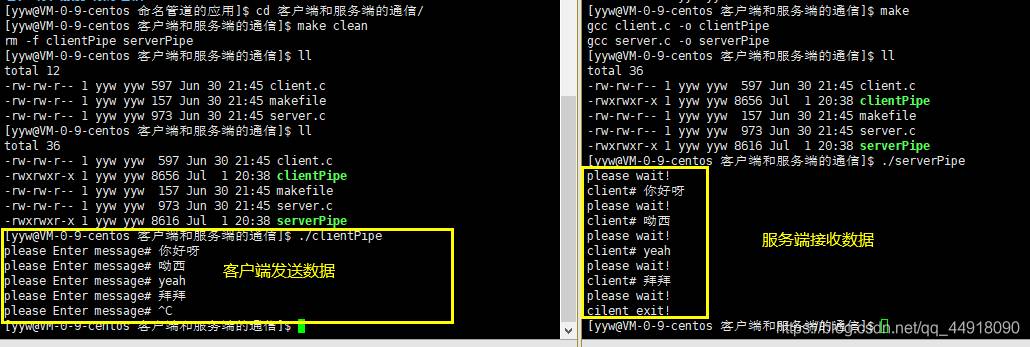 [yyw@VM-0-9-centos 命名管道的应用]$ cd 客户端和服务端的通信/
[yyw@VM-0-9-centos 客户端和服务端的通信]$ make clean
rm -f clientPipe serverPipe
[yyw@VM-0-9-centos 客户端和服务端的通信]$ ll
total 12
-rw-rw-r-- 1 yyw yyw 597 Jun 30 21:45 client.c
-rw-rw-r-- 1 yyw yyw 157 Jun 30 21:45 makefile
-rw-rw-r-- 1 yyw yyw 973 Jun 30 21:45 server.c
[yyw@VM-0-9-centos 客户端和服务端的通信]$ ll
total 36
-rw-rw-r-- 1 yyw yyw  597 Jun 30 21:45 client.c
-rwxrwxr-x 1 yyw yyw 8656 Jul  1 20:38 clientPipe
-rw-rw-r-- 1 yyw yyw  157 Jun 30 21:45 makefile
-rw-rw-r-- 1 yyw yyw  973 Jun 30 21:45 server.c
-rwxrwxr-x 1 yyw yyw 8616 Jul  1 20:38 serverPipe
[yyw@VM-0-9-centos 客户端和服务端的通信]$ ./clientPipe
please Enter message# 你好呀
please Enter message# 呦西
客户端发送数据
please Enter message# yeah
please Enter message# 拜拜
please Enter message# ^C
[yyw@VM-0-9-centos 客户端和服务端的通信]$
[yyw@VM-0-9-centos 客户端和服务端的通信]$ make
gcc client.c -o clientPipe
gcc server.c -o serverPipe
[yyw@VM-0-9-centos 客户端和服务端的通信]$ ll
total 36
-rw-rw-r-- 1 yyw yyw  597 Jun 30 21:45 client.c
-rwxrwxr-x 1 yyw yyw 8656 Jul  1 20:38 clientPipe
-rw-rw-r-- 1 yyw yyw  157 Jun 30 21:45 makefile
-rw-rw-r-- 1 yyw yyw  973 Jun 30 21:45 server.c
-rwxrwxr-x 1 yyw yyw 8616 Jul  1 20:38 serverPipe
[yyw@VM-0-9-centos 客户端和服务端的通信]$ ./serverPipe
please wait!
client# 你好呀
please wait!
client# 呦西
please wait!
服务端接收数据
client# yeah
please wait!
client# 拜拜
please wait!
cilent exit!
[yyw@VM-0-9-centos 客户端和服务端的通信]$
https://blog.csdn.net/qq_44918090